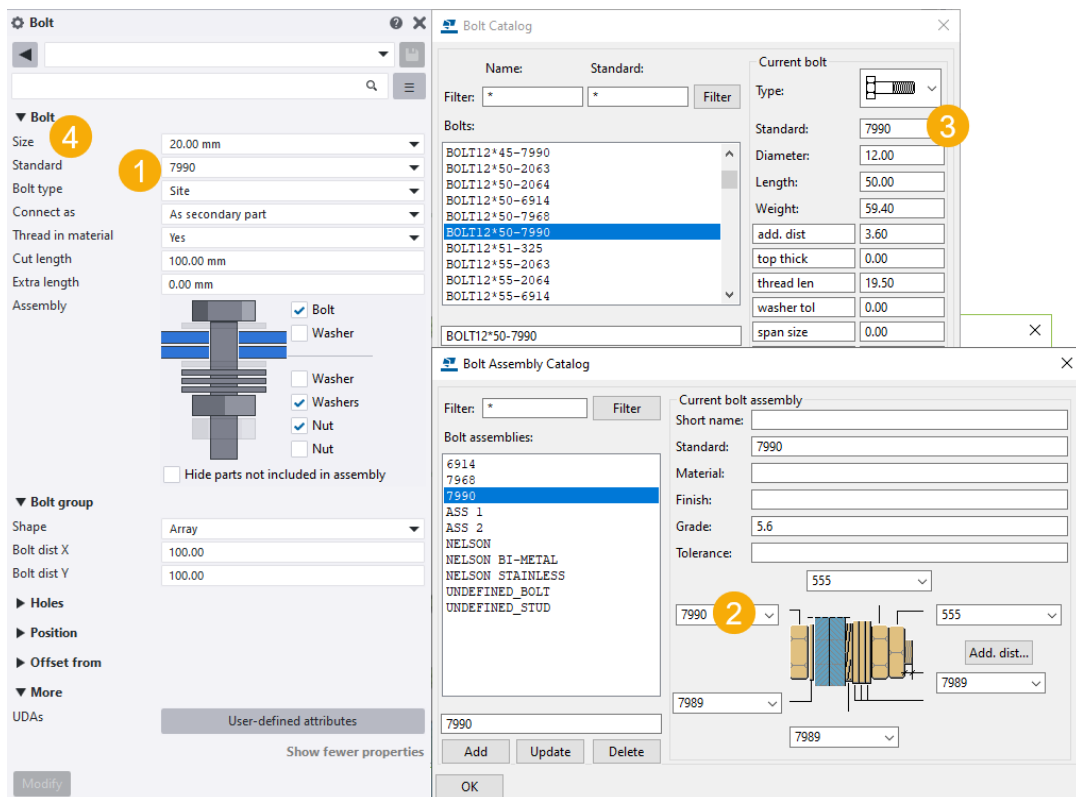 Bolt
Bolt
Size
4
20.00 mm
Standard
1
7990
Bolt type
Site
Connect as
As secondary part
Thread in material
Yes
Cut length
100.00 mm
Extra length
0.00 mm
Assembly
Bolt
Washer
Washer
Washers
Nut
Nut
Hide parts not included in assembly
Bolt group
Shape
Array
Bolt dist X
100.00
Bolt dist Y
100.00
Holes
Position
Offset from
More
UDAs
User-defined attributes
Show fewer properties
Modify
Bolt Catalog
Name: Standard:
Filter: * * Filter
Bolts:
BOLT12*45-7990
BOLT12*50-2063
BOLT12*50-2064
BOLT12*50-6914
BOLT12*50-7968
BOLT12*50-7990
BOLT12*51-325
BOLT12*55-2063
BOLT12*55-2064
BOLT12*55-6914
BOLT12*50-7990
Current bolt
Type:
Standard: 7990
3
Diameter: 12.00
Length: 50.00
Weight: 59.40
add. dist 3.60
top thick 0.00
thread len 19.50
washer tol 0.00
span size 0.00
Bolt Assembly Catalog
Filter: * Filter
Bolt assemblies:
6914
7968
7990
ASS 1
ASS 2
NELSON
NELSON BI-METAL
NELSON STAINLESS
UNDEFINED_BOLT
UNDEFINED_STUD
7990
Add Update Delete
OK
Current bolt assembly
Short name:
Standard: 7990
Material:
Finish:
Grade: 5.6
Tolerance:
555
7990 2 555
Add. dist...
7989
7989
7989